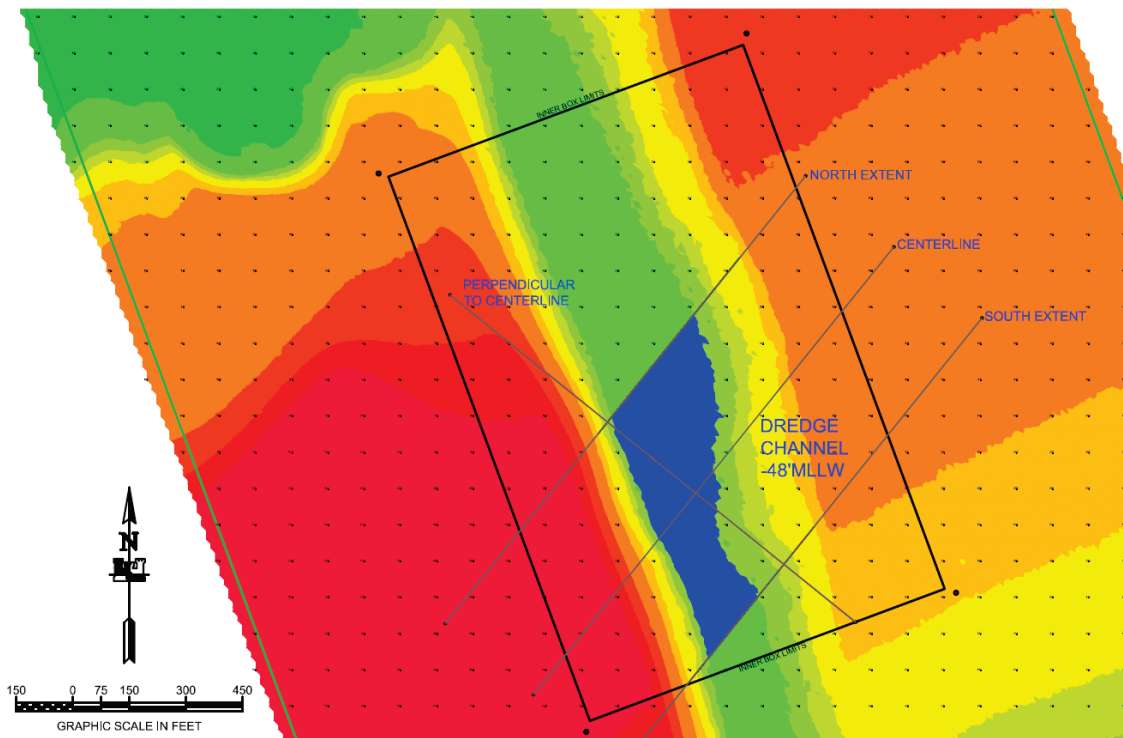 INNER BOX LIMITS
NORTH EXTENT
CENTERLINE
PERPENDICULAR
TO CENTERLINE
SOUTH EXTENT
DREDGE
CHANNEL
-48'MLLW
N
INNER BOX LIMITS
150 0 75 150 300 450
GRAPHIC SCALE IN FEET